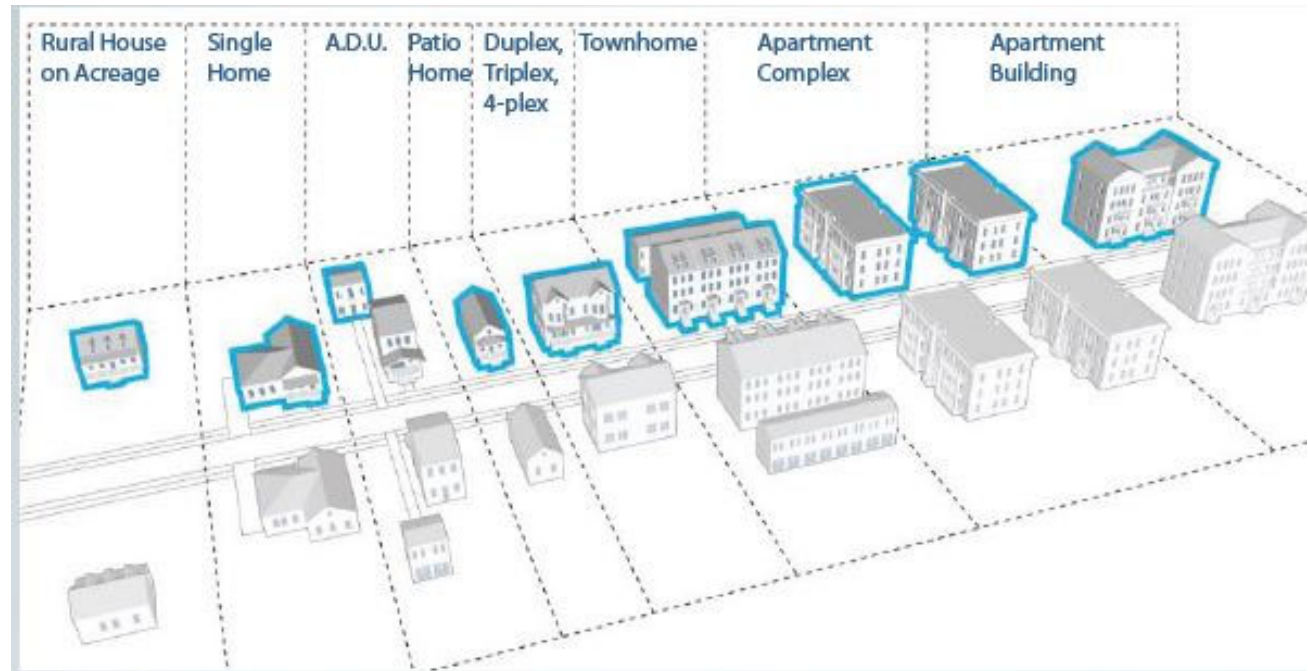 Rural House
on Acreage
Single
Home
A.D.U.
Patio
Home
Duplex,
Triplex,
4-plex
Townhome
Apartment
Complex
Apartment
Building